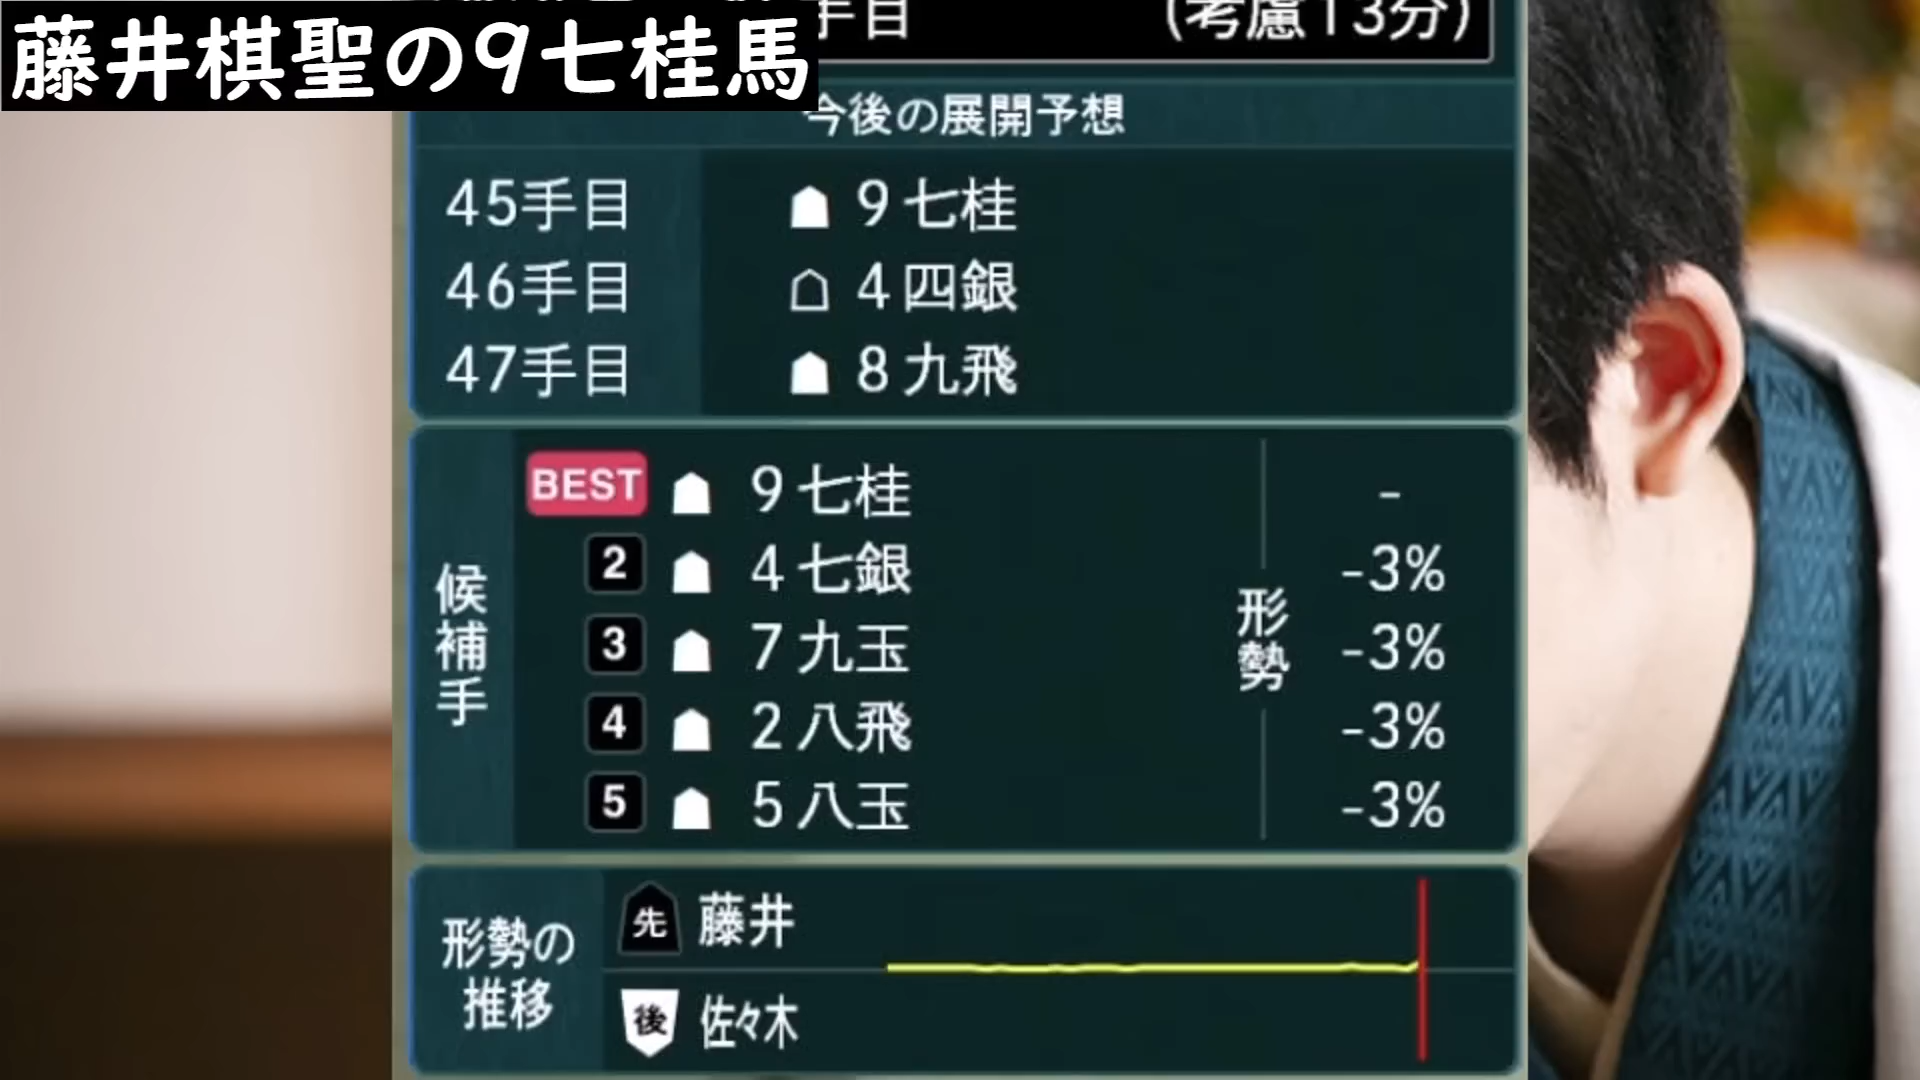 藤井棋聖の9七桂馬
手目 (考慮13分)
今後の展開予想
45手目 9七桂
46手目 4四銀
47手目 8九飛
候補手
BEST 9七桂 -
2 4七銀 -3%
3 7九玉 -3%
4 2八飛 -3%
5 5八玉 -3%
形勢
形勢の推移
先 藤井
後 佐々木